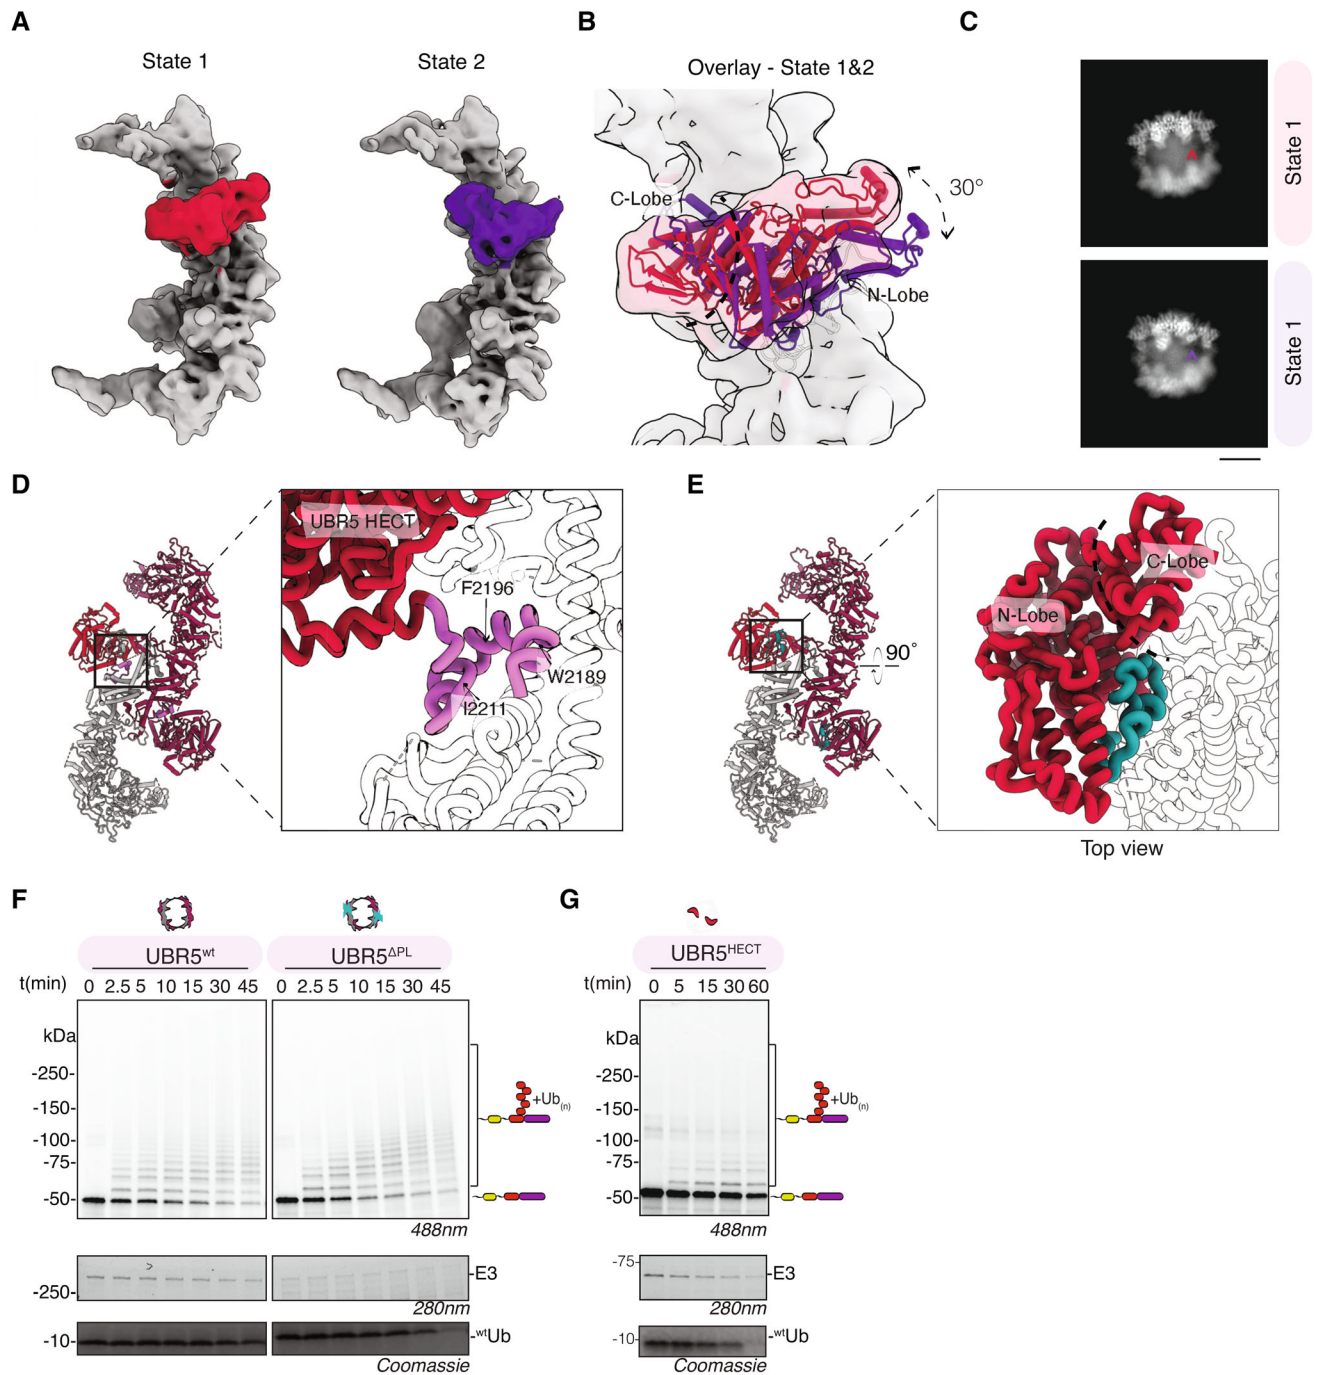 A
State 1
State 2
B
Overlay - State 1&2
C-Lobe
30°
N-Lobe
C
State 1
State 1
D
UBR5 HECT
F2196
W2189
I2211
E
90°
N-Lobe
C-Lobe
Top view
F
UBR5wt
UBR5ΔPL
t(min)
0 2.5 5 10 15 30 45
0 2.5 5 10 15 30 45
kDa
-250-
-150-
-100-
-75-
-50-
+Ub(n)
488nm
-E3
-250-
280nm
-10-
-wtUb
Coomassie
G
UBR5HECT
t(min)
0 5 15 30 60
kDa
-250-
-150-
-100-
-75-
-50-
+Ub(n)
488nm
-75-
-E3
280nm
-10-
-wtUb
Coomassie